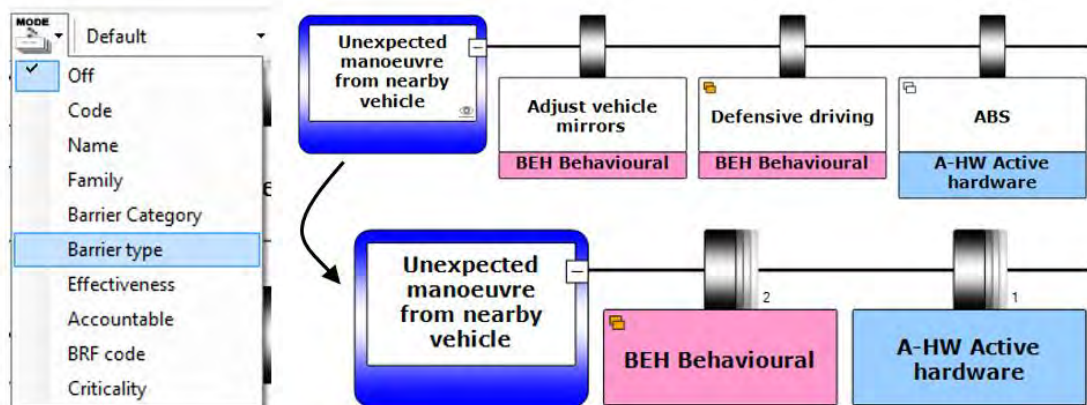 MODE
Default
Off
Code
Name
Family
Barrier Category
Barrier type
Effectiveness
Accountable
BRF code
Criticality
Unexpected
manoeuvre
from nearby
vehicle
Adjust vehicle
mirrors
BEH Behavioural
Defensive driving
BEH Behavioural
ABS
A-HW Active
hardware
Unexpected
manoeuvre
from nearby
vehicle
2
BEH Behavioural
1
A-HW Active
hardware